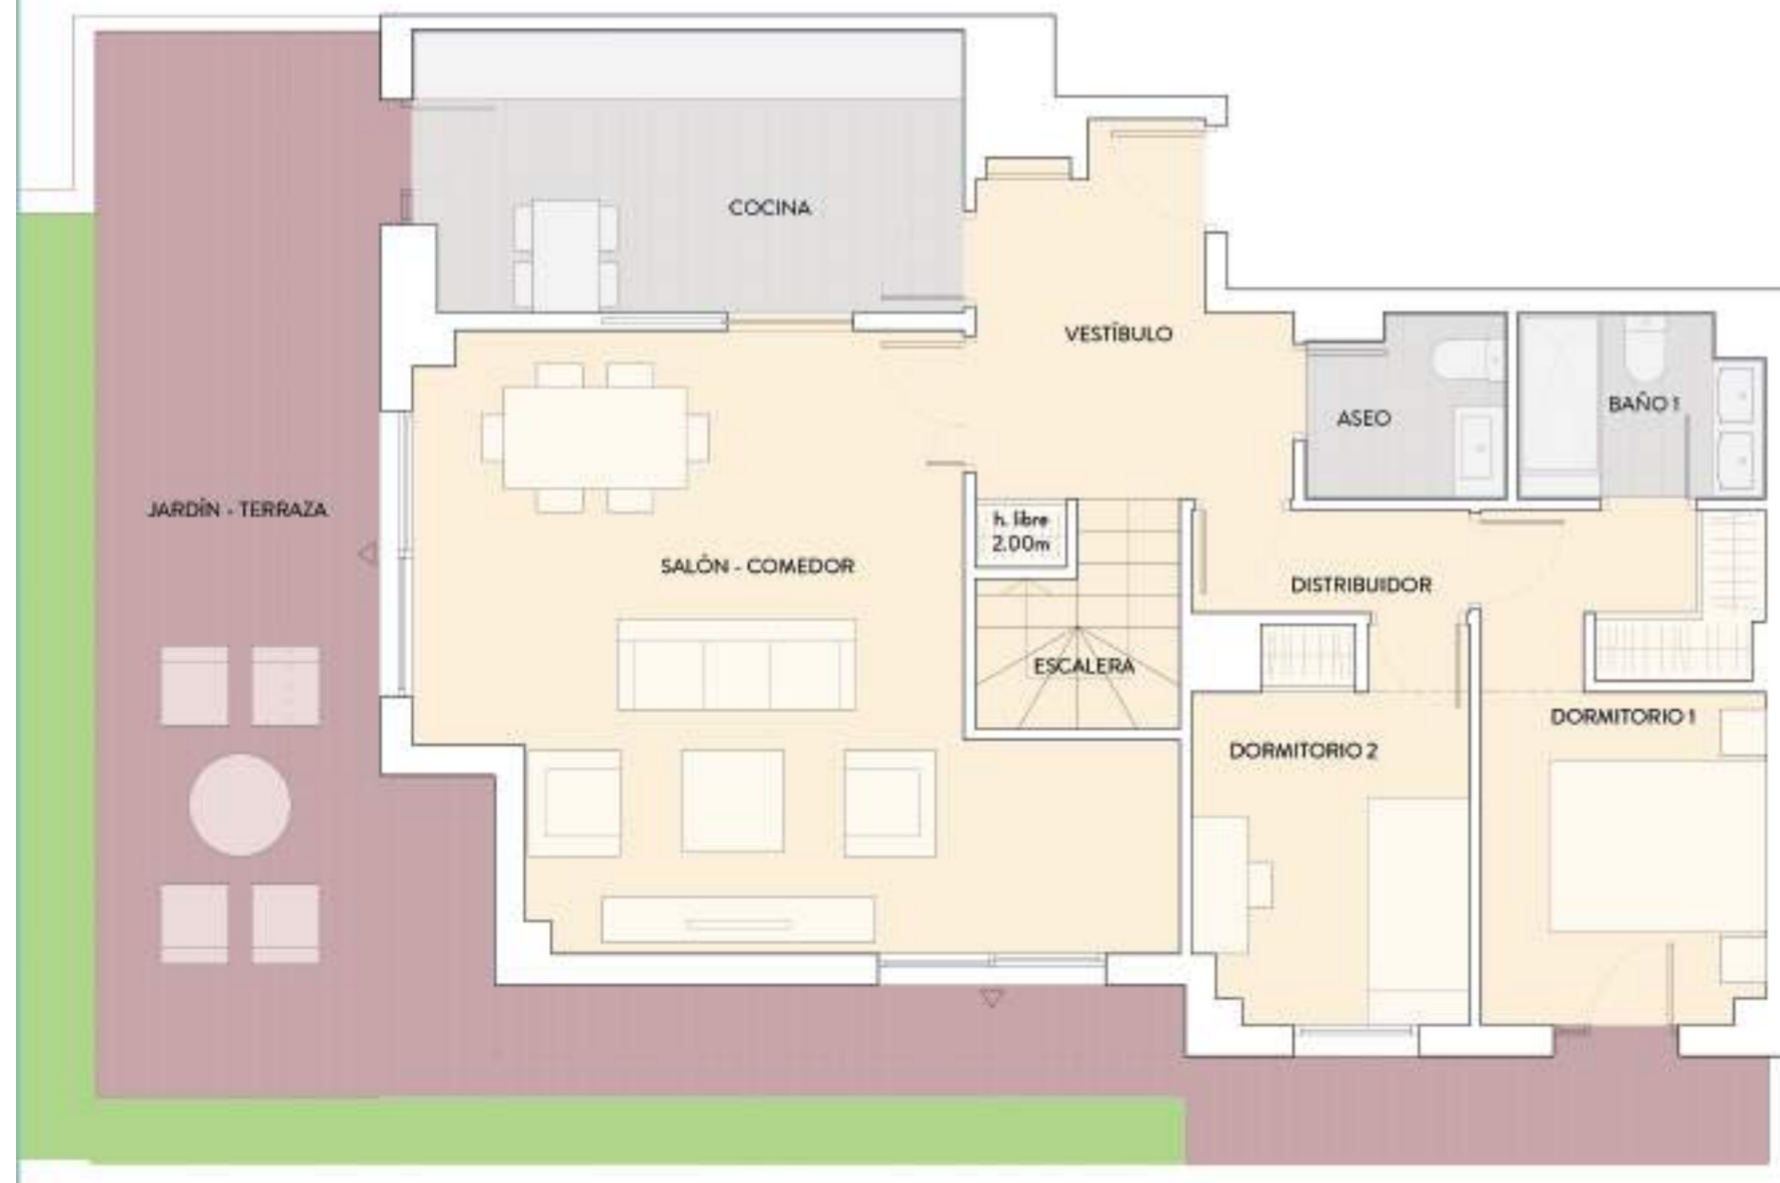 COCINA
VESTÍBULO
ASEO
BAÑO 1
JARDÍN - TERRAZA
SALÓN - COMEDOR
h. libre
2.00m
DISTRIBUIDOR
ESCALERA
DORMITORIO 1
DORMITORIO 2